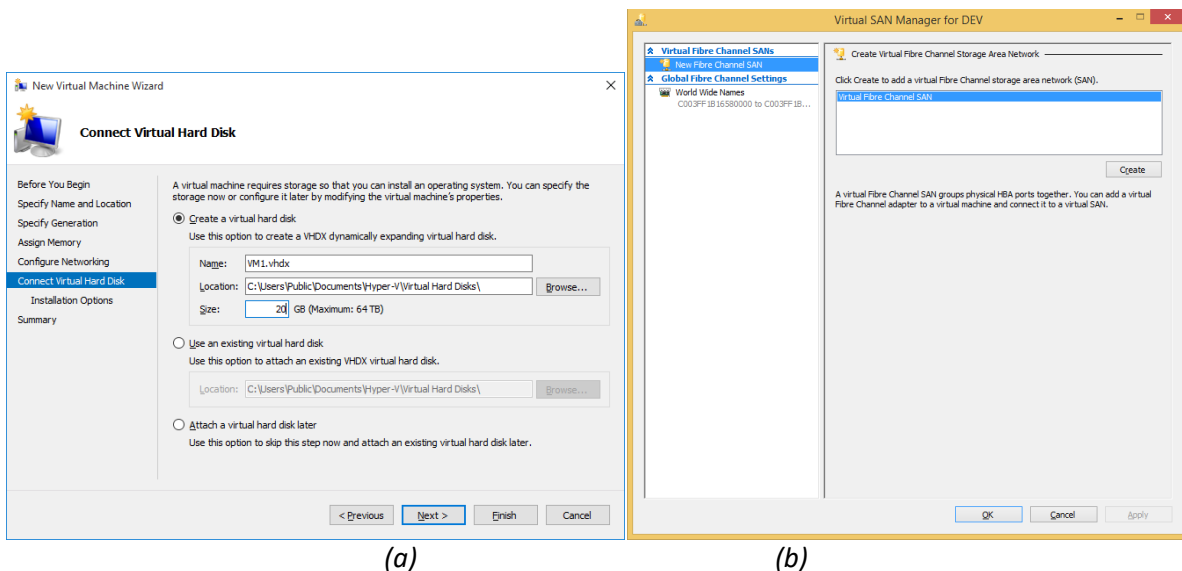 New Virtual Machine Wizard
Connect Virtual Hard Disk
Before You Begin
Specify Name and Location
Specify Generation
Assign Memory
Configure Networking
Connect Virtual Hard Disk
Installation Options
Summary
A virtual machine requires storage so that you can install an operating system. You can specify the
storage now or configure it later by modifying the virtual machine's properties.
Create a virtual hard disk
Use this option to create a VHDX dynamically expanding virtual hard disk.
Name: VM1.vhdx
Location: C:\Users\Public\Documents\Hyper-V\Virtual Hard Disks\ Browse...
Size: 20 GB (Maximum: 64 TB)
Use an existing virtual hard disk
Use this option to attach an existing VHDX virtual hard disk.
Location: C:\Users\Public\Documents\Hyper-V\Virtual Hard Disks\ Browse...
Attach a virtual hard disk later
Use this option to skip this step now and attach an existing virtual hard disk later.
< Previous Next > Finish Cancel
(a)
Virtual SAN Manager for DEV
Virtual Fibre Channel SANs
New Fibre Channel SAN
Global Fibre Channel Settings
World Wide Names
C003FF1B16580000 to C003FF1B...
Create Virtual Fibre Channel Storage Area Network
Click Create to add a virtual Fibre Channel storage area network (SAN).
Virtual Fibre Channel SAN
Create
A virtual Fibre Channel SAN groups physical HBA ports together. You can add a virtual
Fibre Channel adapter to a virtual machine and connect it to a virtual SAN.
OK Cancel Apply
(b)